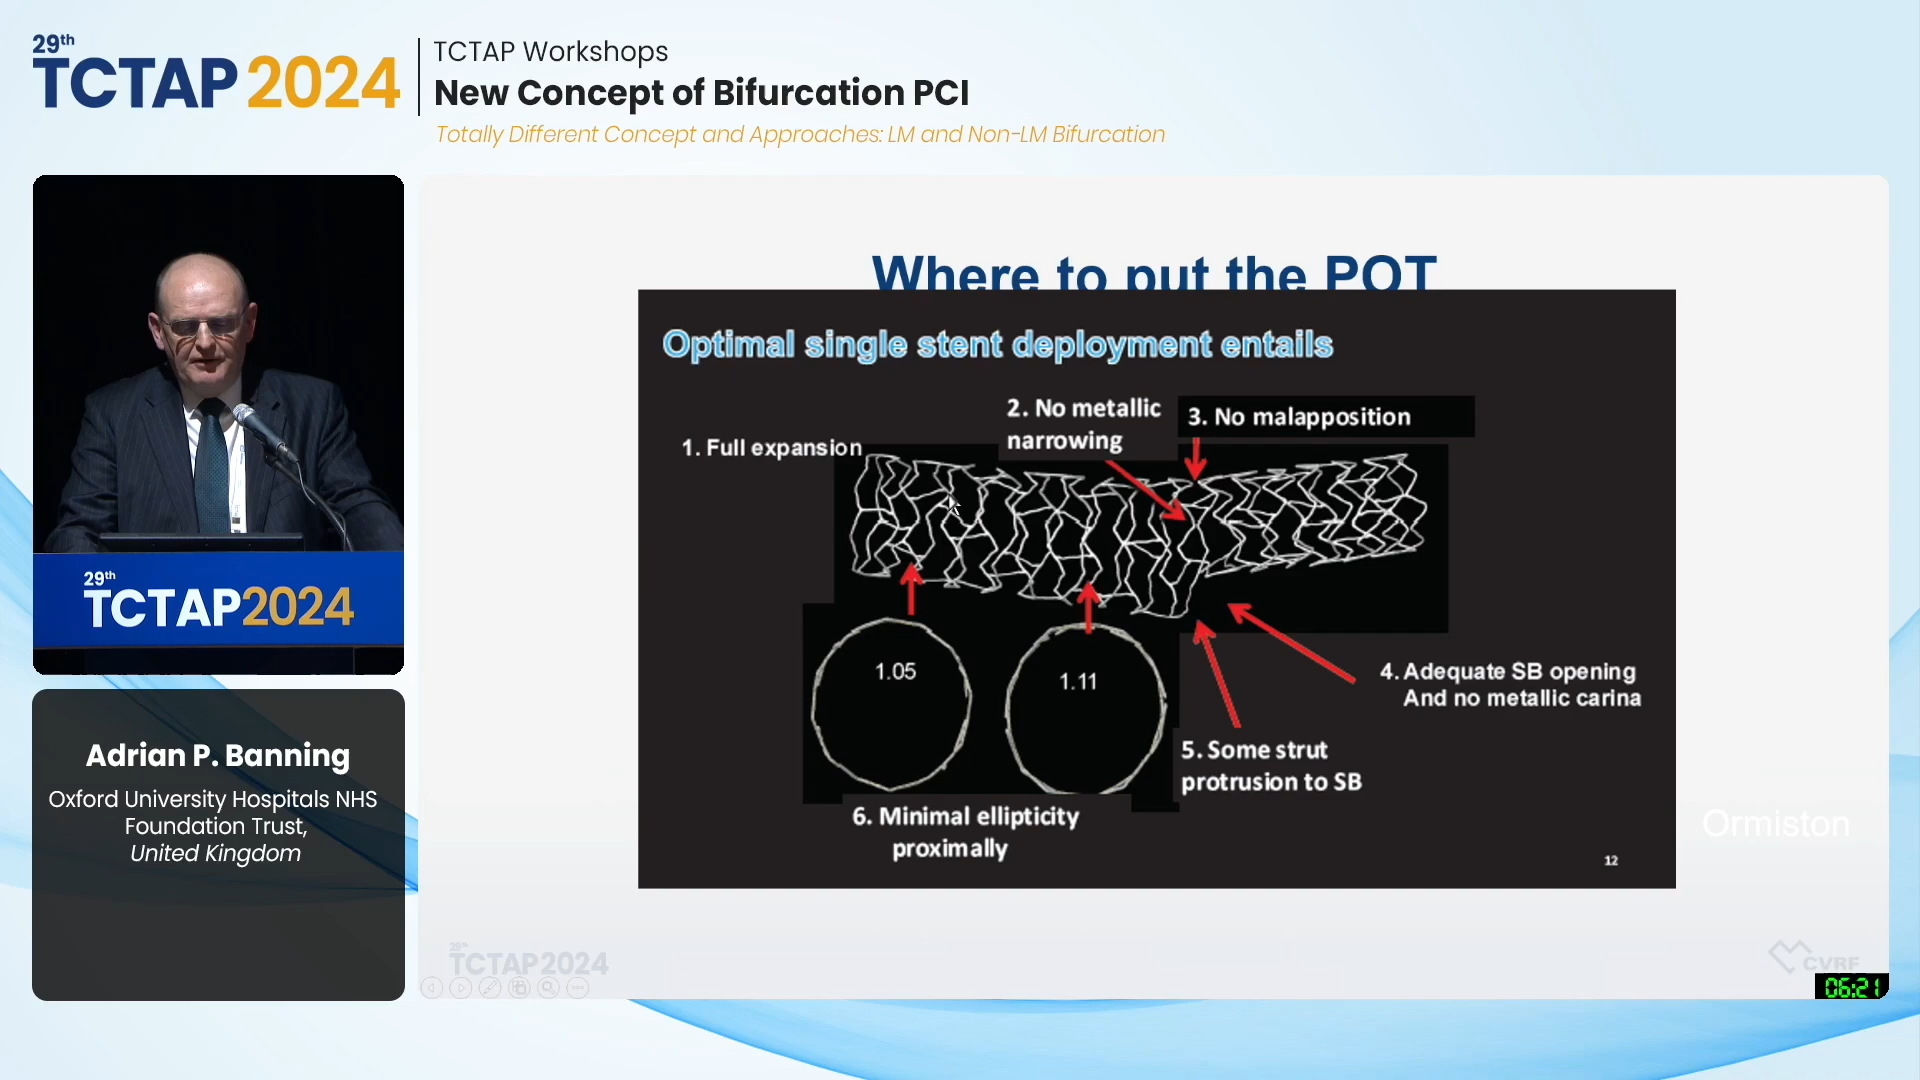 29th
TCTAP 2024
TCTAP Workshops
New Concept of Bifurcation PCI
Totally Different Concept and Approaches: LM and Non-LM Bifurcation
29th
TCTAP2024
Adrian P. Banning
Oxford University Hospitals NHS
Foundation Trust,
United Kingdom
Where to put the POT
Optimal single stent deployment entails
1. Full expansion
2. No metallic
narrowing
3. No malapposition
1.05
1.11
4. Adequate SB opening
And no metallic carina
5. Some strut
protrusion to SB
6. Minimal ellipticity
proximally
12
Ormiston
29th
TCTAP2024
CVRF
06:21